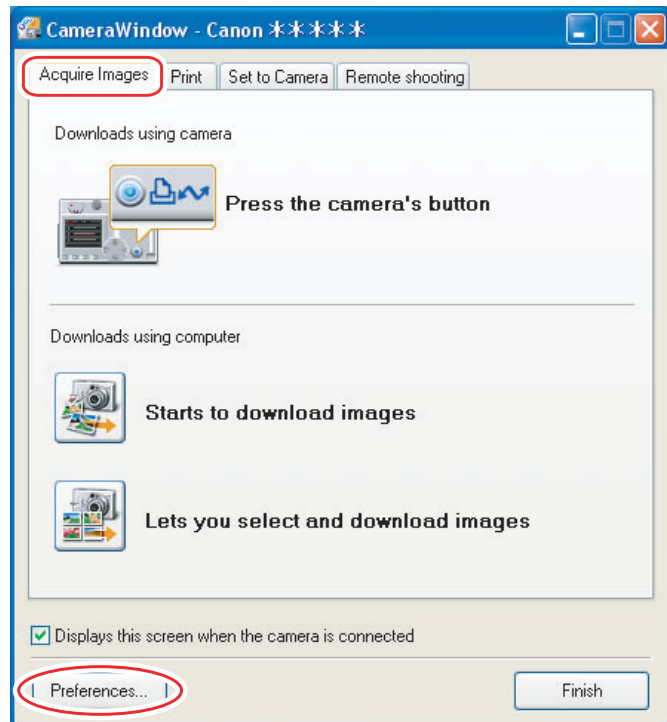 CameraWindow - Canon ✶✶✶✶✶
Acquire Images Print Set to Camera Remote shooting
Downloads using camera
Press the camera's button
Downloads using computer
Starts to download images
Lets you select and download images
Displays this screen when the camera is connected
Preferences... Finish